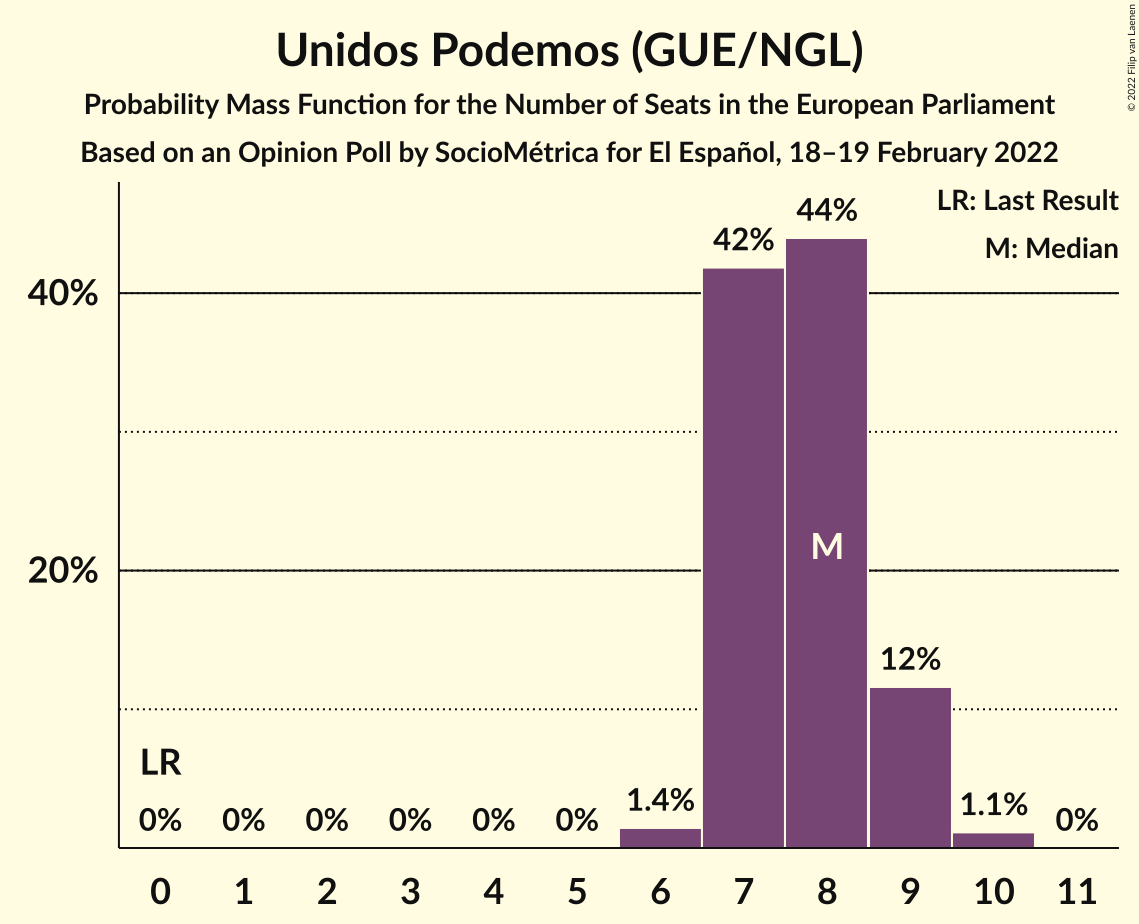 Unidos Podemos (GUE/NGL)
Probability Mass Function for the Number of Seats in the European Parliament
Based on an Opinion Poll by SocioMétrica for El Español, 18–19 February 2022
© 2022 Filip van Laenen
LR: Last Result
M: Median
44%
42%
40%
M
20%
12%
LR
0% 0% 0% 0% 0% 0% 1.4% 1.1% 0%
0 1 2 3 4 5 6 7 8 9 10 11